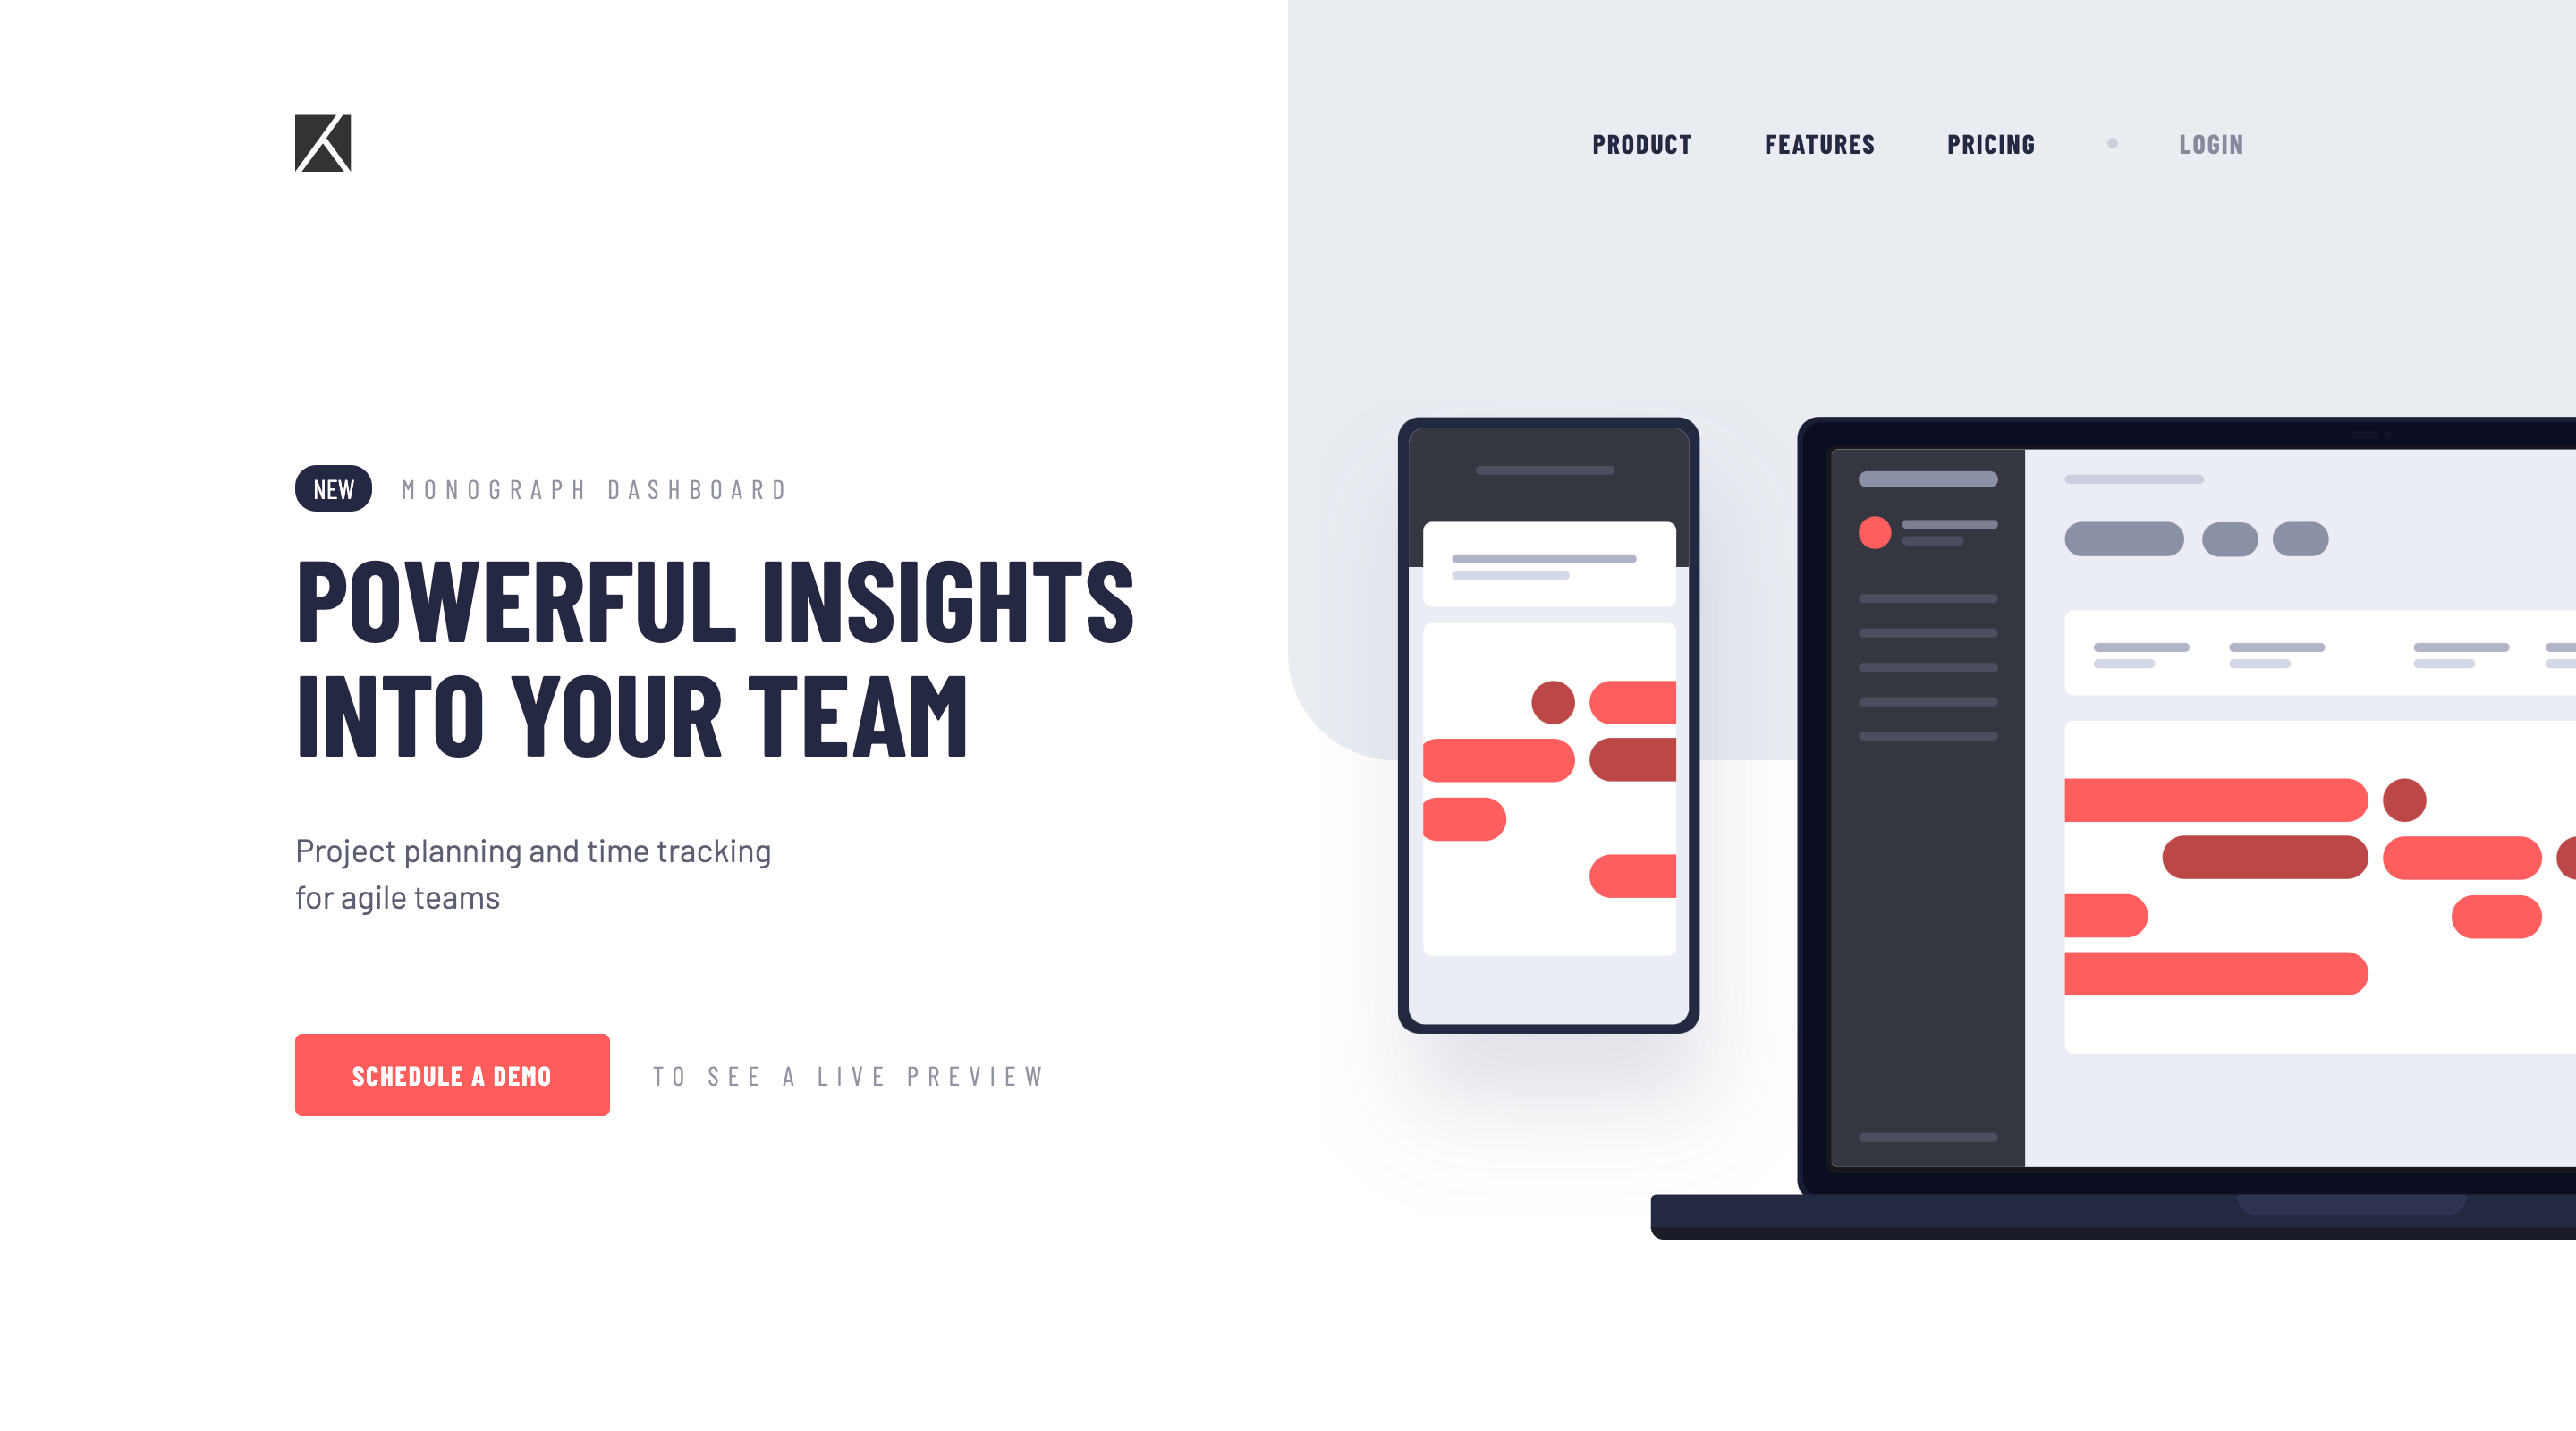 PRODUCT FEATURES PRICING LOGIN
NEW MONOGRAPH DASHBOARD
POWERFUL INSIGHTS
INTO YOUR TEAM
Project planning and time tracking
for agile teams
SCHEDULE A DEMO TO SEE A LIVE PREVIEW